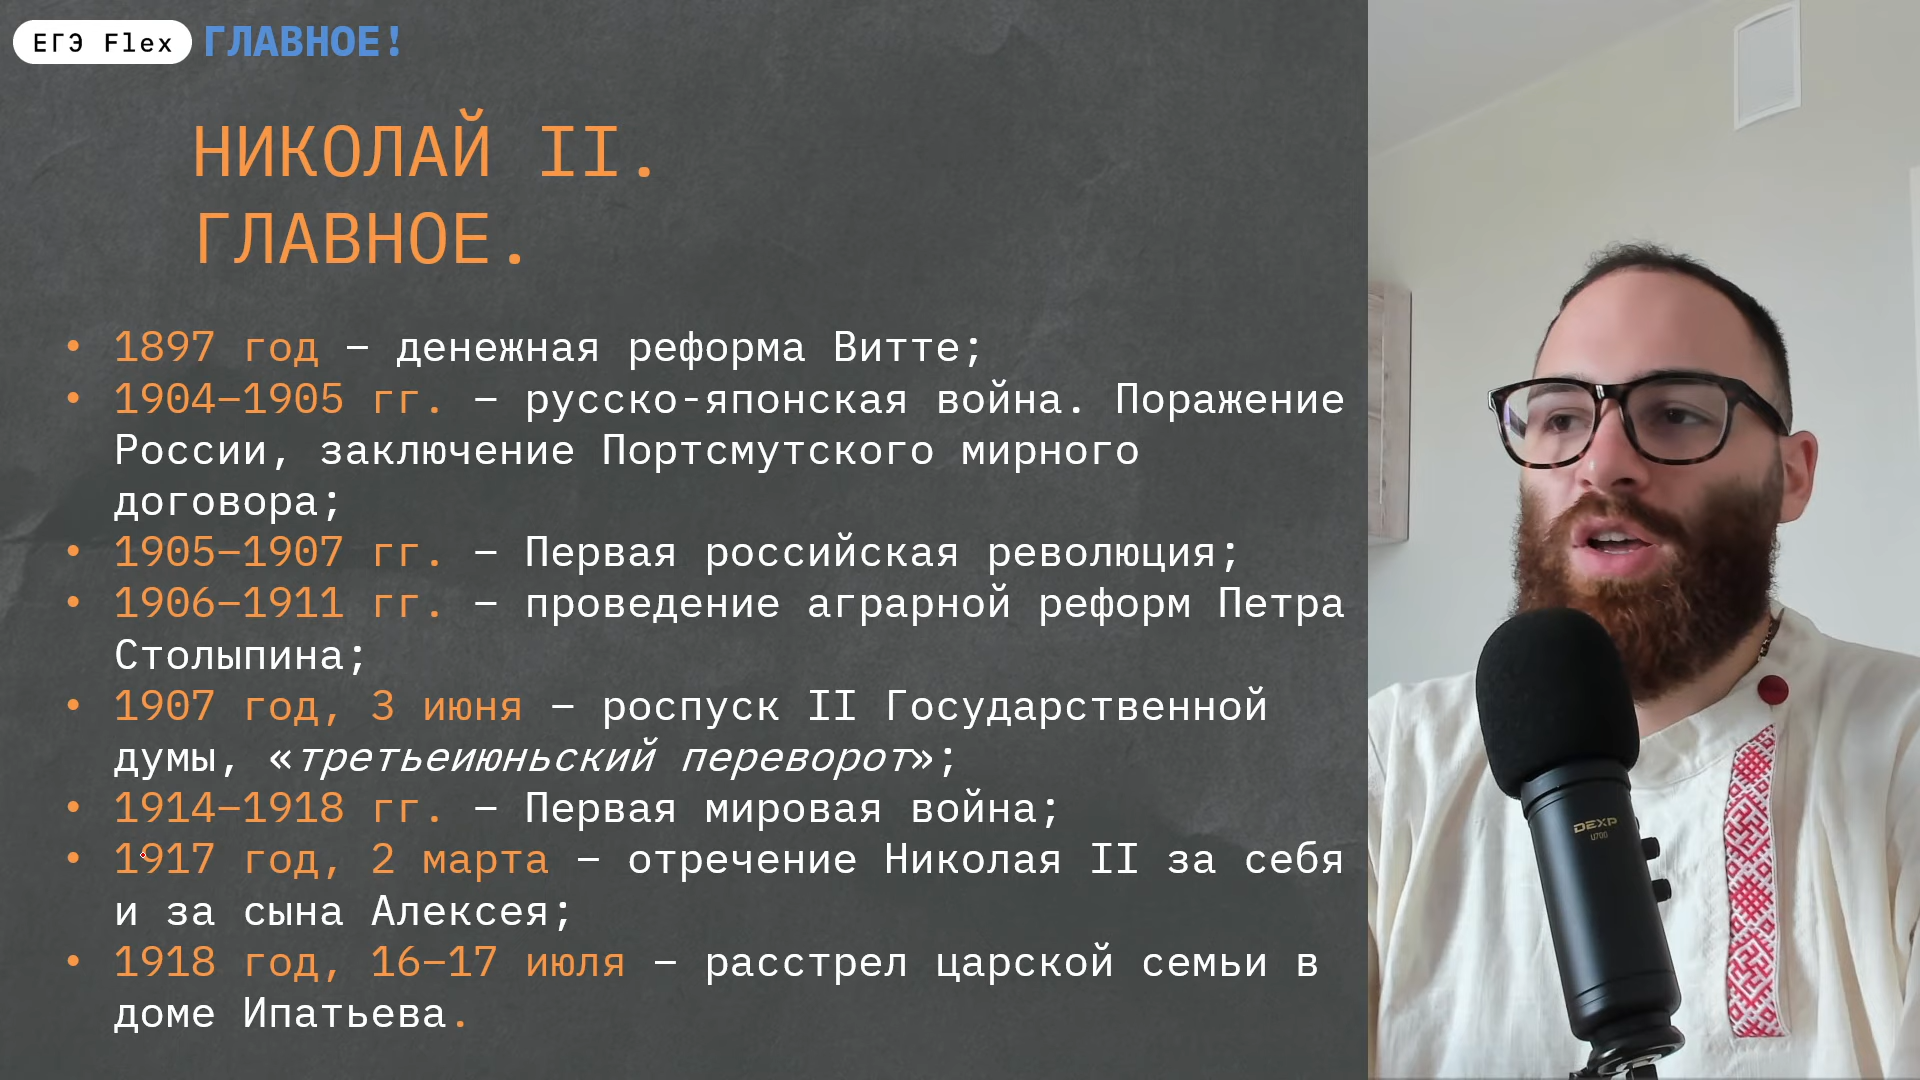 ЕГЭ Flex ГЛАВНОЕ!
НИКОЛАЙ II.
ГЛАВНОЕ.
• 1897 год – денежная реформа Витте;
• 1904–1905 гг. – русско-японская война. Поражение
России, заключение Портсмутского мирного
договора;
• 1905–1907 гг. – Первая российская революция;
• 1906–1911 гг. – проведение аграрной реформ Петра
Столыпина;
• 1907 год, 3 июня – роспуск II Государственной
думы, «третьеиюньский переворот»;
• 1914–1918 гг. – Первая мировая война;
• 1917 год, 2 марта – отречение Николая II за себя
и за сына Алексея;
• 1918 год, 16–17 июля – расстрел царской семьи в
доме Ипатьева.
DEXP
U700